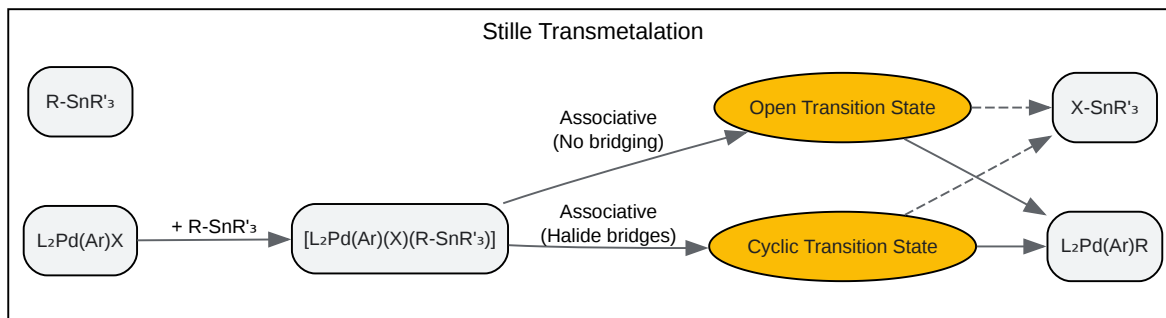 Stille Transmetalation
R-SnR'₃
L₂Pd(Ar)X
+ R-SnR'₃
[L₂Pd(Ar)(X)(R-SnR'₃)]
Associative
(No bridging)
Associative
(Halide bridges)
Open Transition State
Cyclic Transition State
X-SnR'₃
L₂Pd(Ar)R